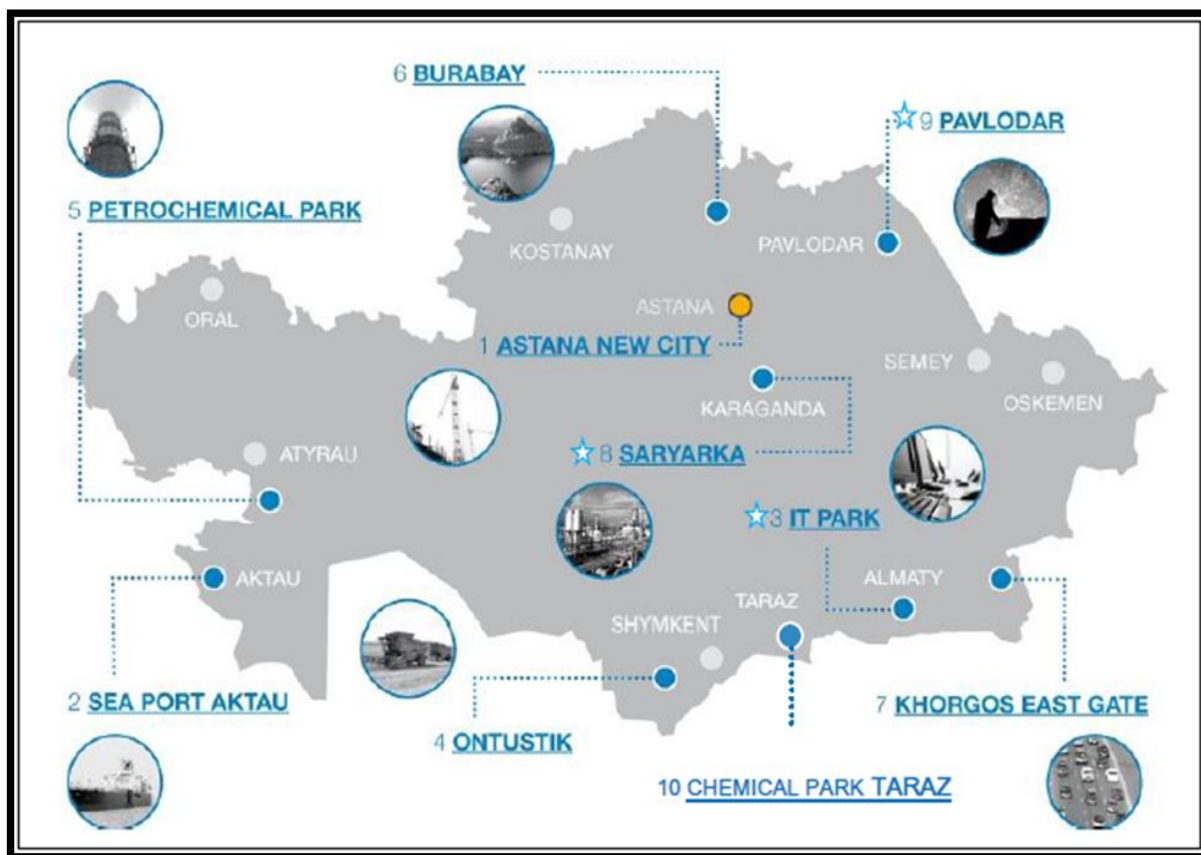 6 BURABAY
9 PAVLODAR
5 PETROCHEMICAL PARK
KOSTANAY
PAVLODAR
ORAL
ASTANA
1 ASTANA NEW CITY
SEMEY
OSKEMEN
KARAGANDA
ATYRAU
8 SARYARKA
3 IT PARK
AKTAU
ALMATY
TARAZ
SHYMKENT
2 SEA PORT AKTAU
7 KHORGOS EAST GATE
4 ONTUSTIK
10 CHEMICAL PARK TARAZ